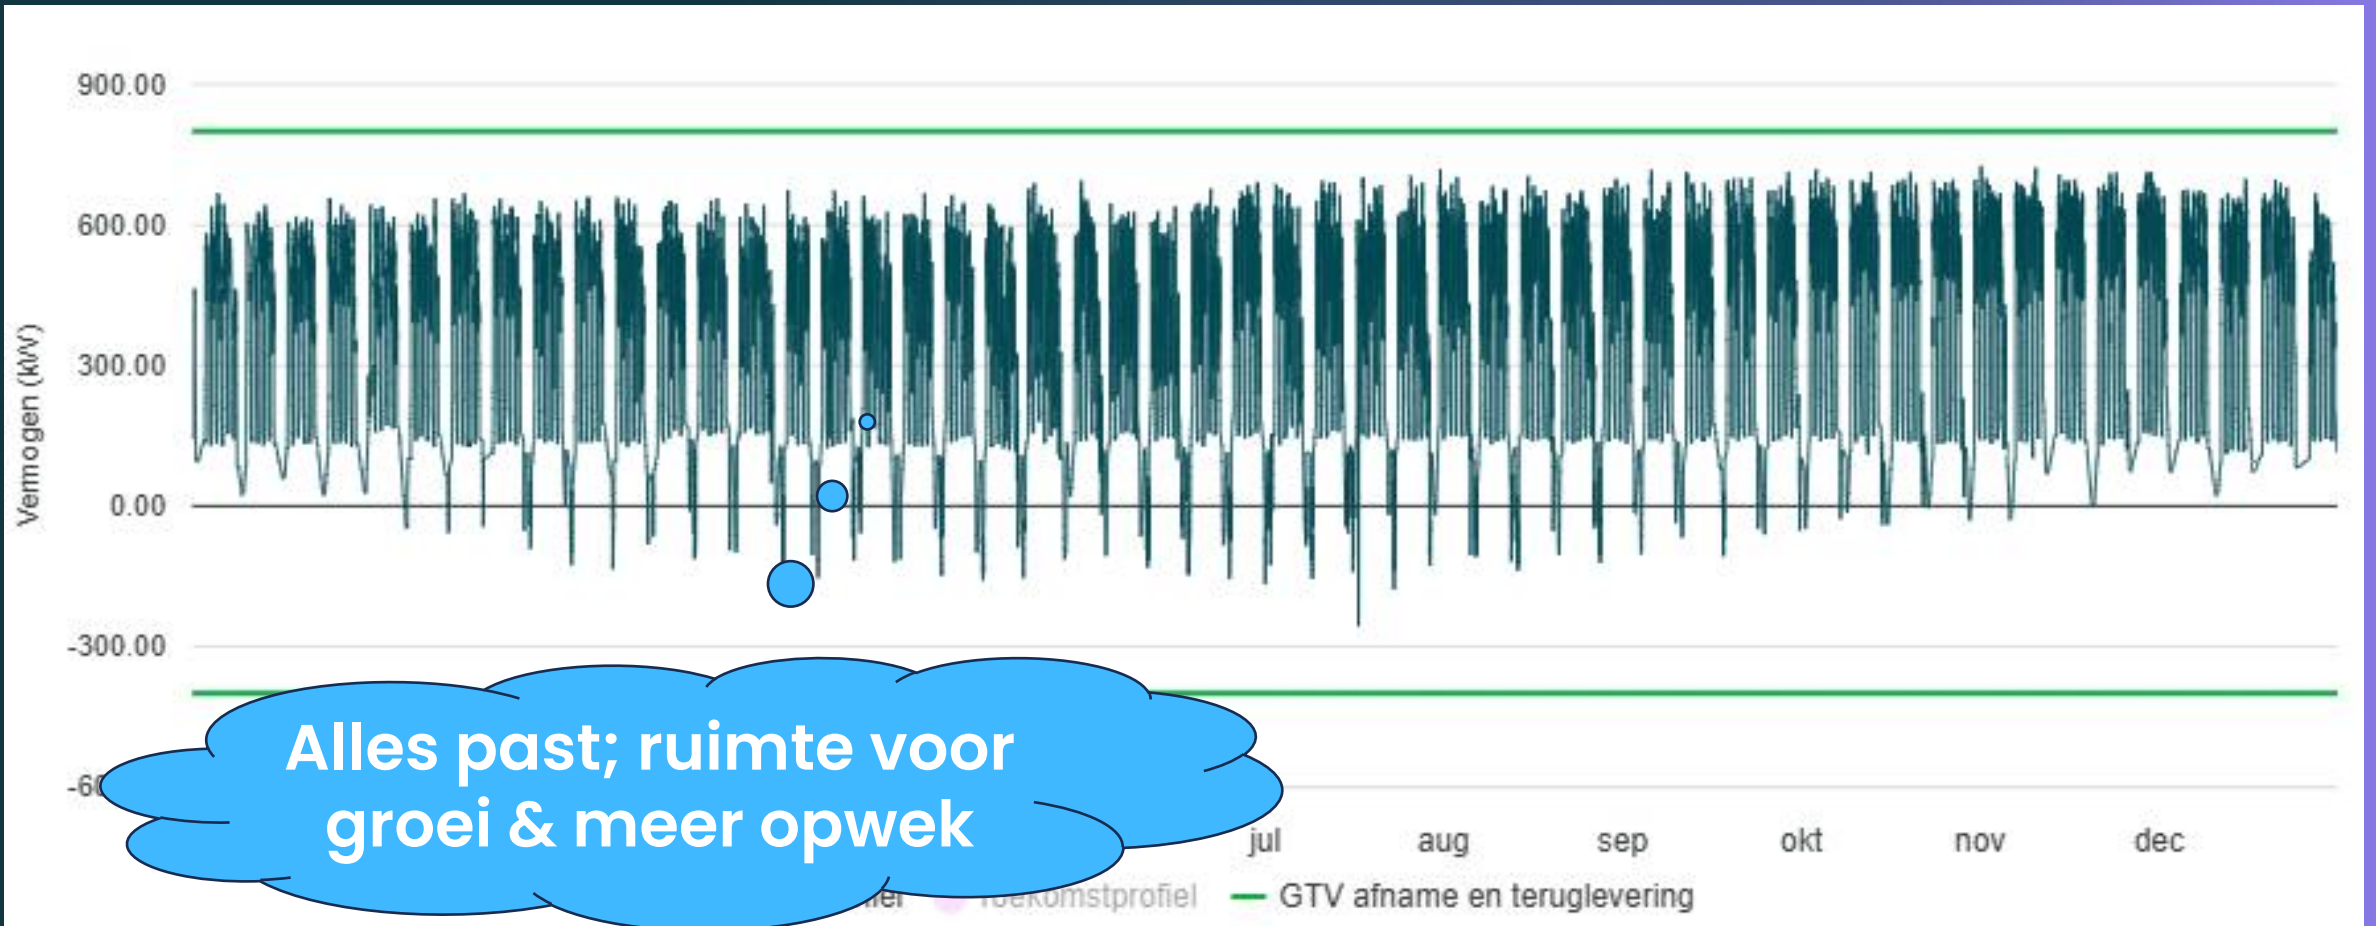 900.00
600.00
300.00
0.00
-300.00
Vermogen (kW)
Alles past; ruimte voor
groei & meer opwek
jul aug sep okt nov dec
GTV afname en teruglevering